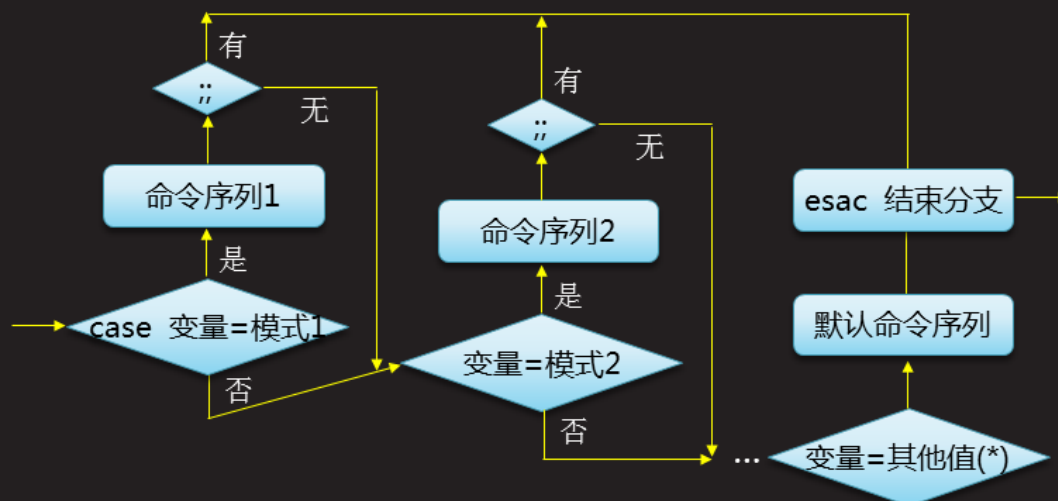 有
;;
无
命令序列1
是
case 变量=模式1
否
有
;;
无
命令序列2
是
变量=模式2
否
...
esac 结束分支
默认命令序列
变量=其他值(*)